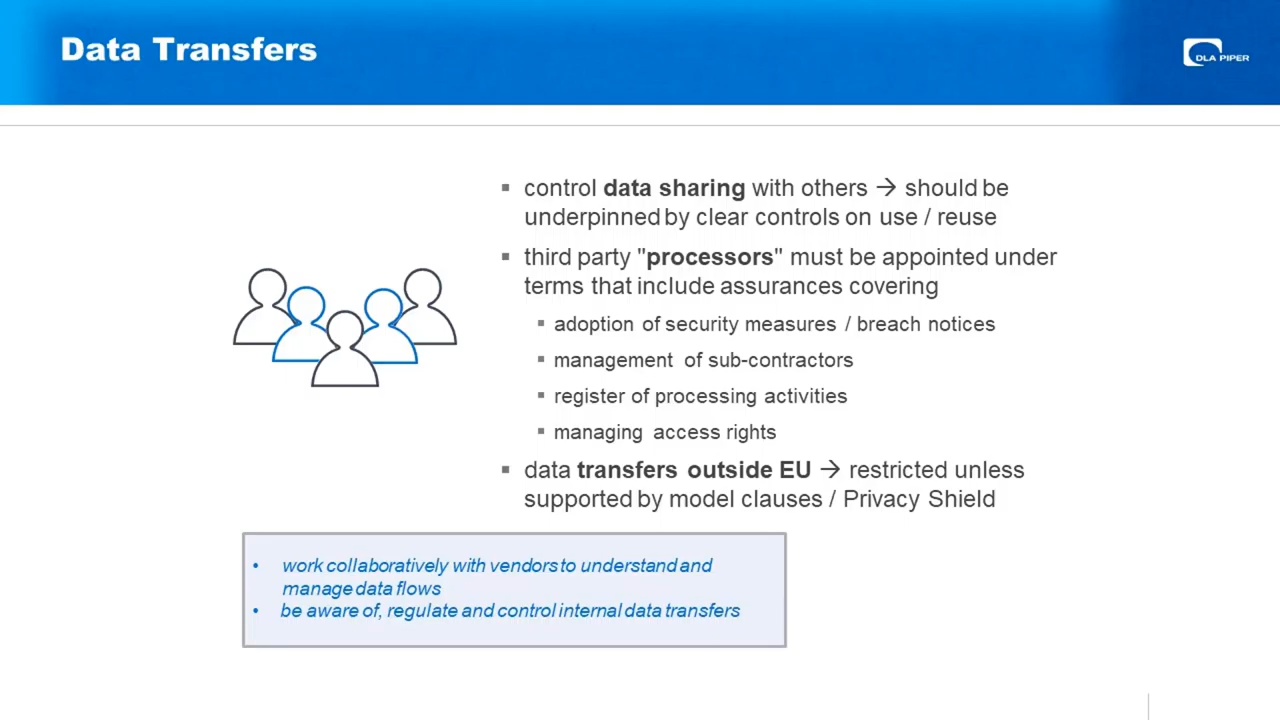 Data Transfers
DLA PIPER
▪ control data sharing with others → should be
underpinned by clear controls on use / reuse
▪ third party "processors" must be appointed under
terms that include assurances covering
▪ adoption of security measures / breach notices
▪ management of sub-contractors
▪ register of processing activities
▪ managing access rights
▪ data transfers outside EU → restricted unless
supported by model clauses / Privacy Shield
• work collaboratively with vendors to understand and
manage data flows
• be aware of, regulate and control internal data transfers